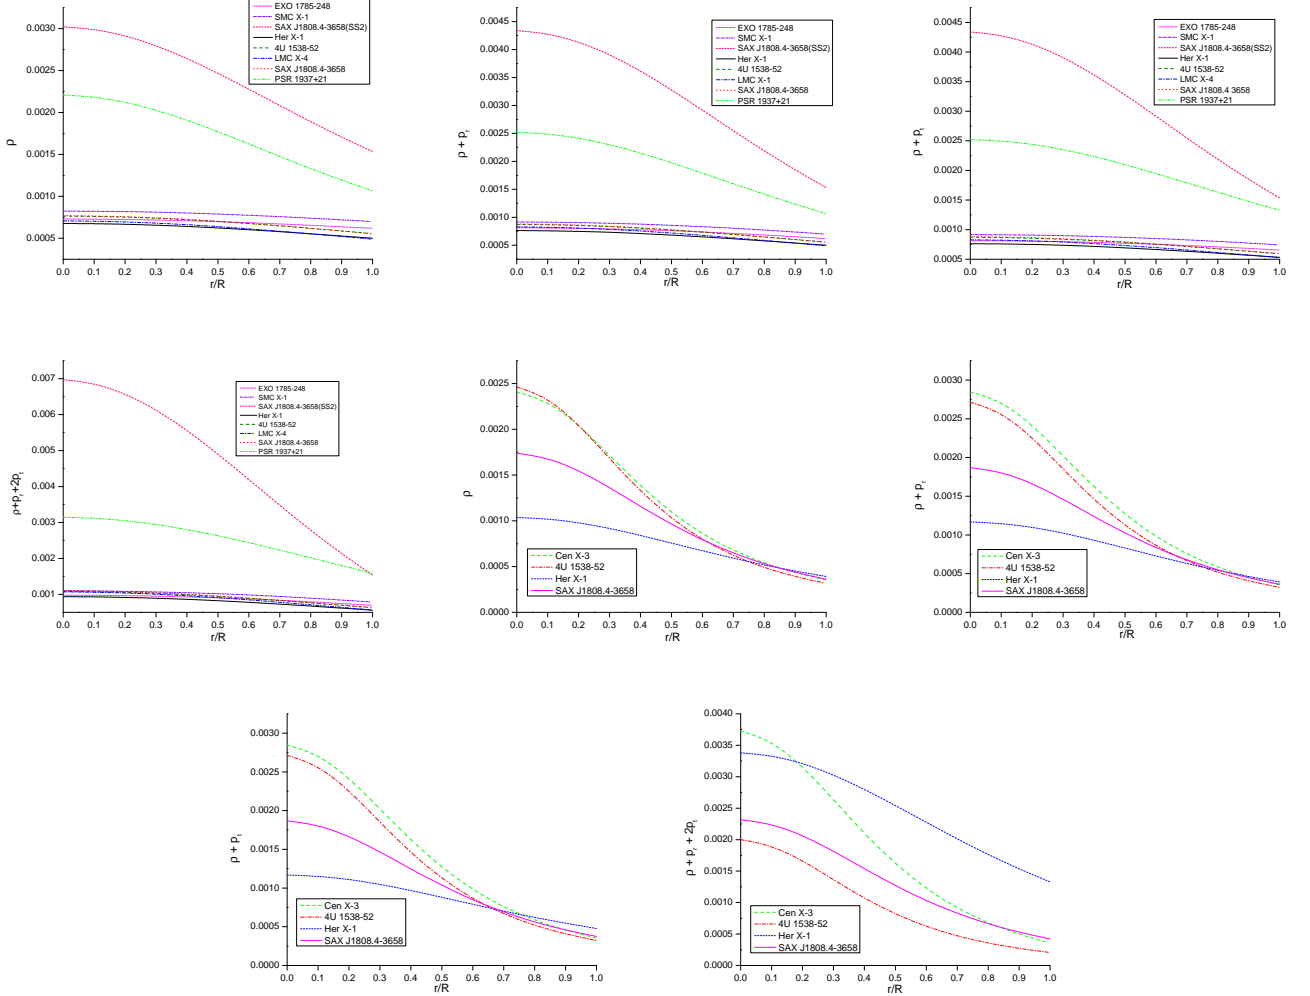 EXO 1785-248
SMC X-1
SAX J1808.4-3658(SS2)
Her X-1
4U 1538-52
LMC X-4
SAX J1808.4-3658
PSR 1937+21
0.0030
0.0025
0.0020
0.0015
0.0010
0.0005
ρ
0.0 0.1 0.2 0.3 0.4 0.5 0.6 0.7 0.8 0.9 1.0
r/R
EXO 1785-248
SMC X-1
SAX J1808.4-3658(SS2)
Her X-1
4U 1538-52
LMC X-1
SAX J1808.4-3658
PSR 1937+21
0.0045
0.0040
0.0035
0.0030
0.0025
0.0020
0.0015
0.0010
0.0005
ρ + pr
0.0 0.1 0.2 0.3 0.4 0.5 0.6 0.7 0.8 0.9 1.0
r/R
EXO 1785-248
SMC X-1
SAX J1808.4-3658(SS2)
Her X-1
4U 1538-52
LMC X-4
SAX J1808.4 3658
PSR 1937+21
0.0045
0.0040
0.0035
0.0030
0.0025
0.0020
0.0015
0.0010
0.0005
ρ + pt
0.0 0.1 0.2 0.3 0.4 0.5 0.6 0.7 0.8 0.9 1.0
r/R
EXO 1785-248
SMC X-1
SAX J1808.4-3658(SS2)
Her X-1
4U 1538-52
LMC X-4
SAX J1808.4-3658
PSR 1937+21
0.007
0.006
0.005
0.004
0.003
0.002
0.001
ρ+pr+2pt
0.0 0.1 0.2 0.3 0.4 0.5 0.6 0.7 0.8 0.9 1.0
r/R
0.0025
0.0020
0.0015
0.0010
0.0005
0.0000
ρ
Cen X-3
4U 1538-52
Her X-1
SAX J1808.4-3658
0.0 0.1 0.2 0.3 0.4 0.5 0.6 0.7 0.8 0.9 1.0
r/R
0.0030
0.0025
0.0020
0.0015
0.0010
0.0005
0.0000
ρ + pr
Cen X-3
4U 1538-52
Her X-1
SAX J1808.4-3658
0.0 0.1 0.2 0.3 0.4 0.5 0.6 0.7 0.8 0.9 1.0
r/R
0.0030
0.0025
0.0020
0.0015
0.0010
0.0005
0.0000
ρ + pt
Cen X-3
4U 1538-52
Her X-1
SAX J1808.4-3658
0.0 0.1 0.2 0.3 0.4 0.5 0.6 0.7 0.8 0.9 1.0
r/R
0.0040
0.0035
0.0030
0.0025
0.0020
0.0015
0.0010
0.0005
0.0000
ρ + pr + 2pt
Cen X-3
4U 1538-52
Her X-1
SAX J1808.4-3658
0.0 0.1 0.2 0.3 0.4 0.5 0.6 0.7 0.8 0.9 1.0
r/R